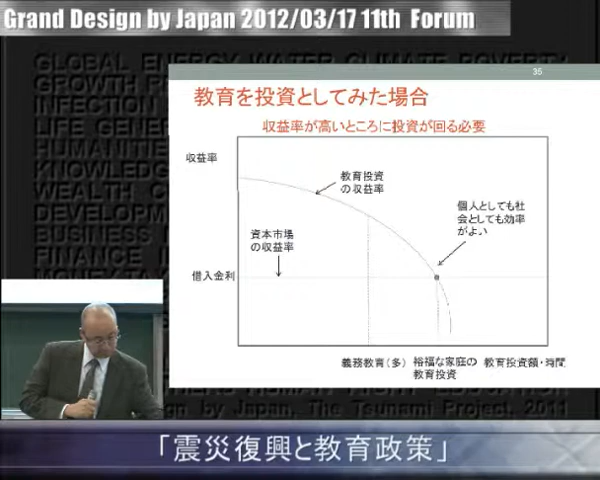 Grand Design by Japan 2012/03/17 11th Forum
GLOBAL ENERGY WATER CLIMATE POVERTY
GROWTH
INFECTION
LIFE
HUMANITIES
KNOWLEDG
WEALTH
DEVELOPM
BUSINESS
FINANCE
35
教育を投資としてみた場合
収益率が高いところに投資が回る必要
収益率
教育投資
の収益率
個人としても社
会としても効率
がよい
資本市場
の収益率
借入金利
義務教育(多)
裕福な家庭の
教育投資
教育投資額・時間
by Japan, The Tsunami Project, 2011
「震災復興と教育政策」